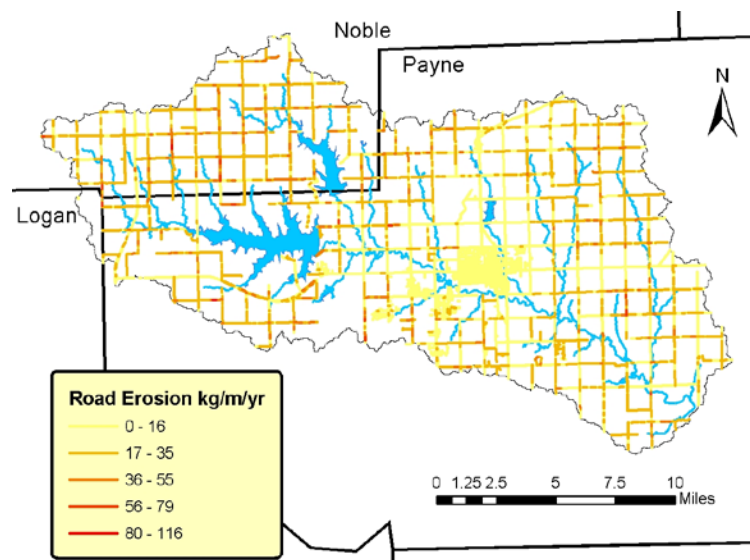 Noble
Payne
N
Logan
Road Erosion kg/m/yr
0 - 16
17 - 35
36 - 55
56 - 79
80 - 116
0 1.25 2.5 5 7.5 10
Miles